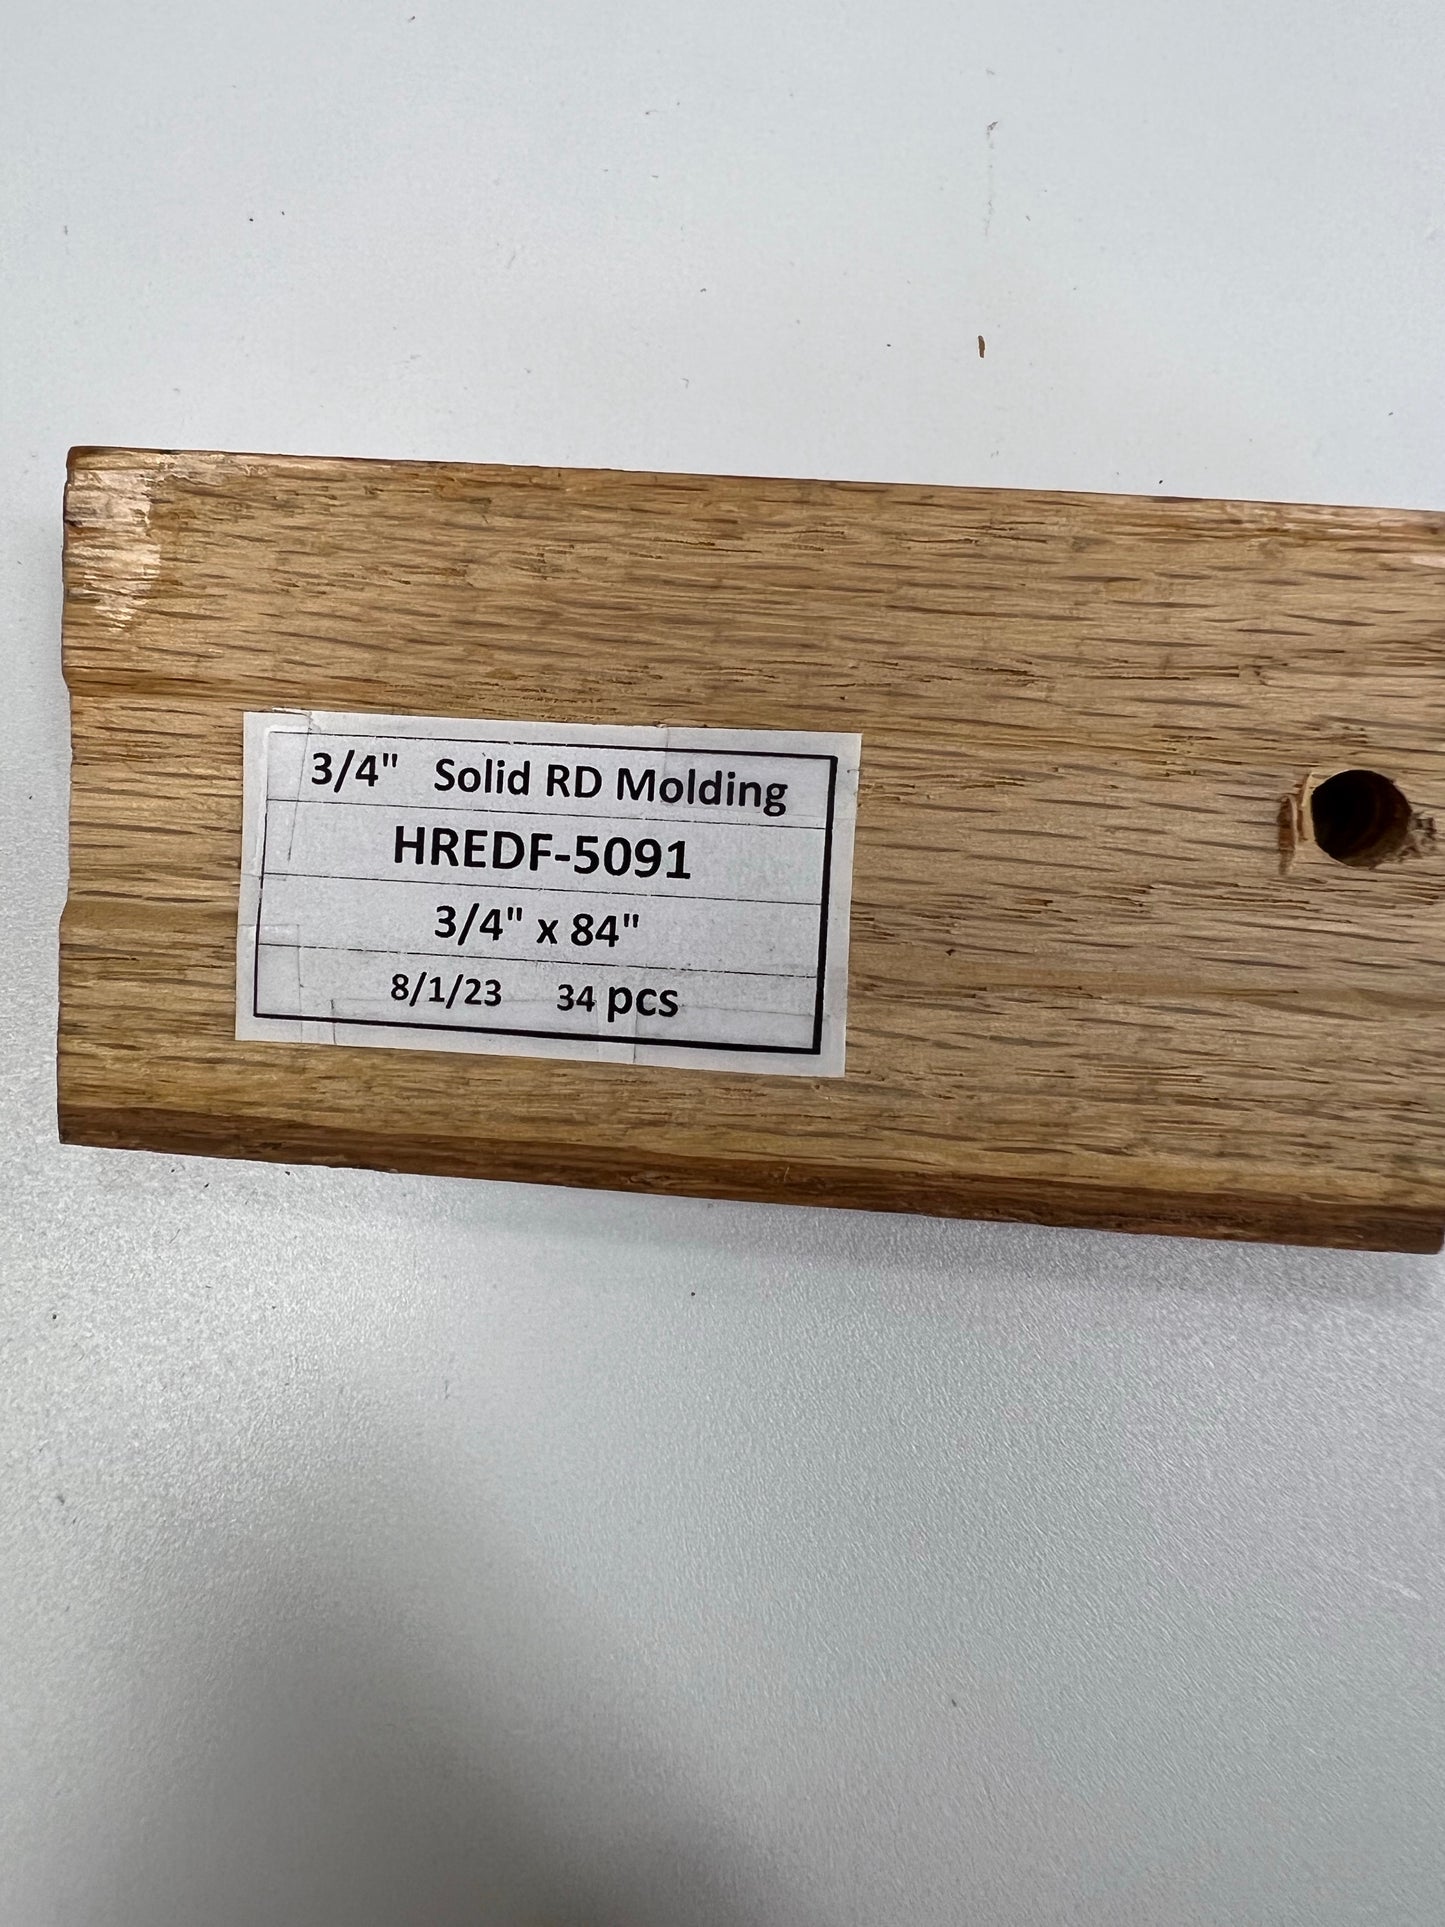 3/4" Solid RD Molding
HREDF-5091
3/4" x 84"
8/1/23 34 pcs